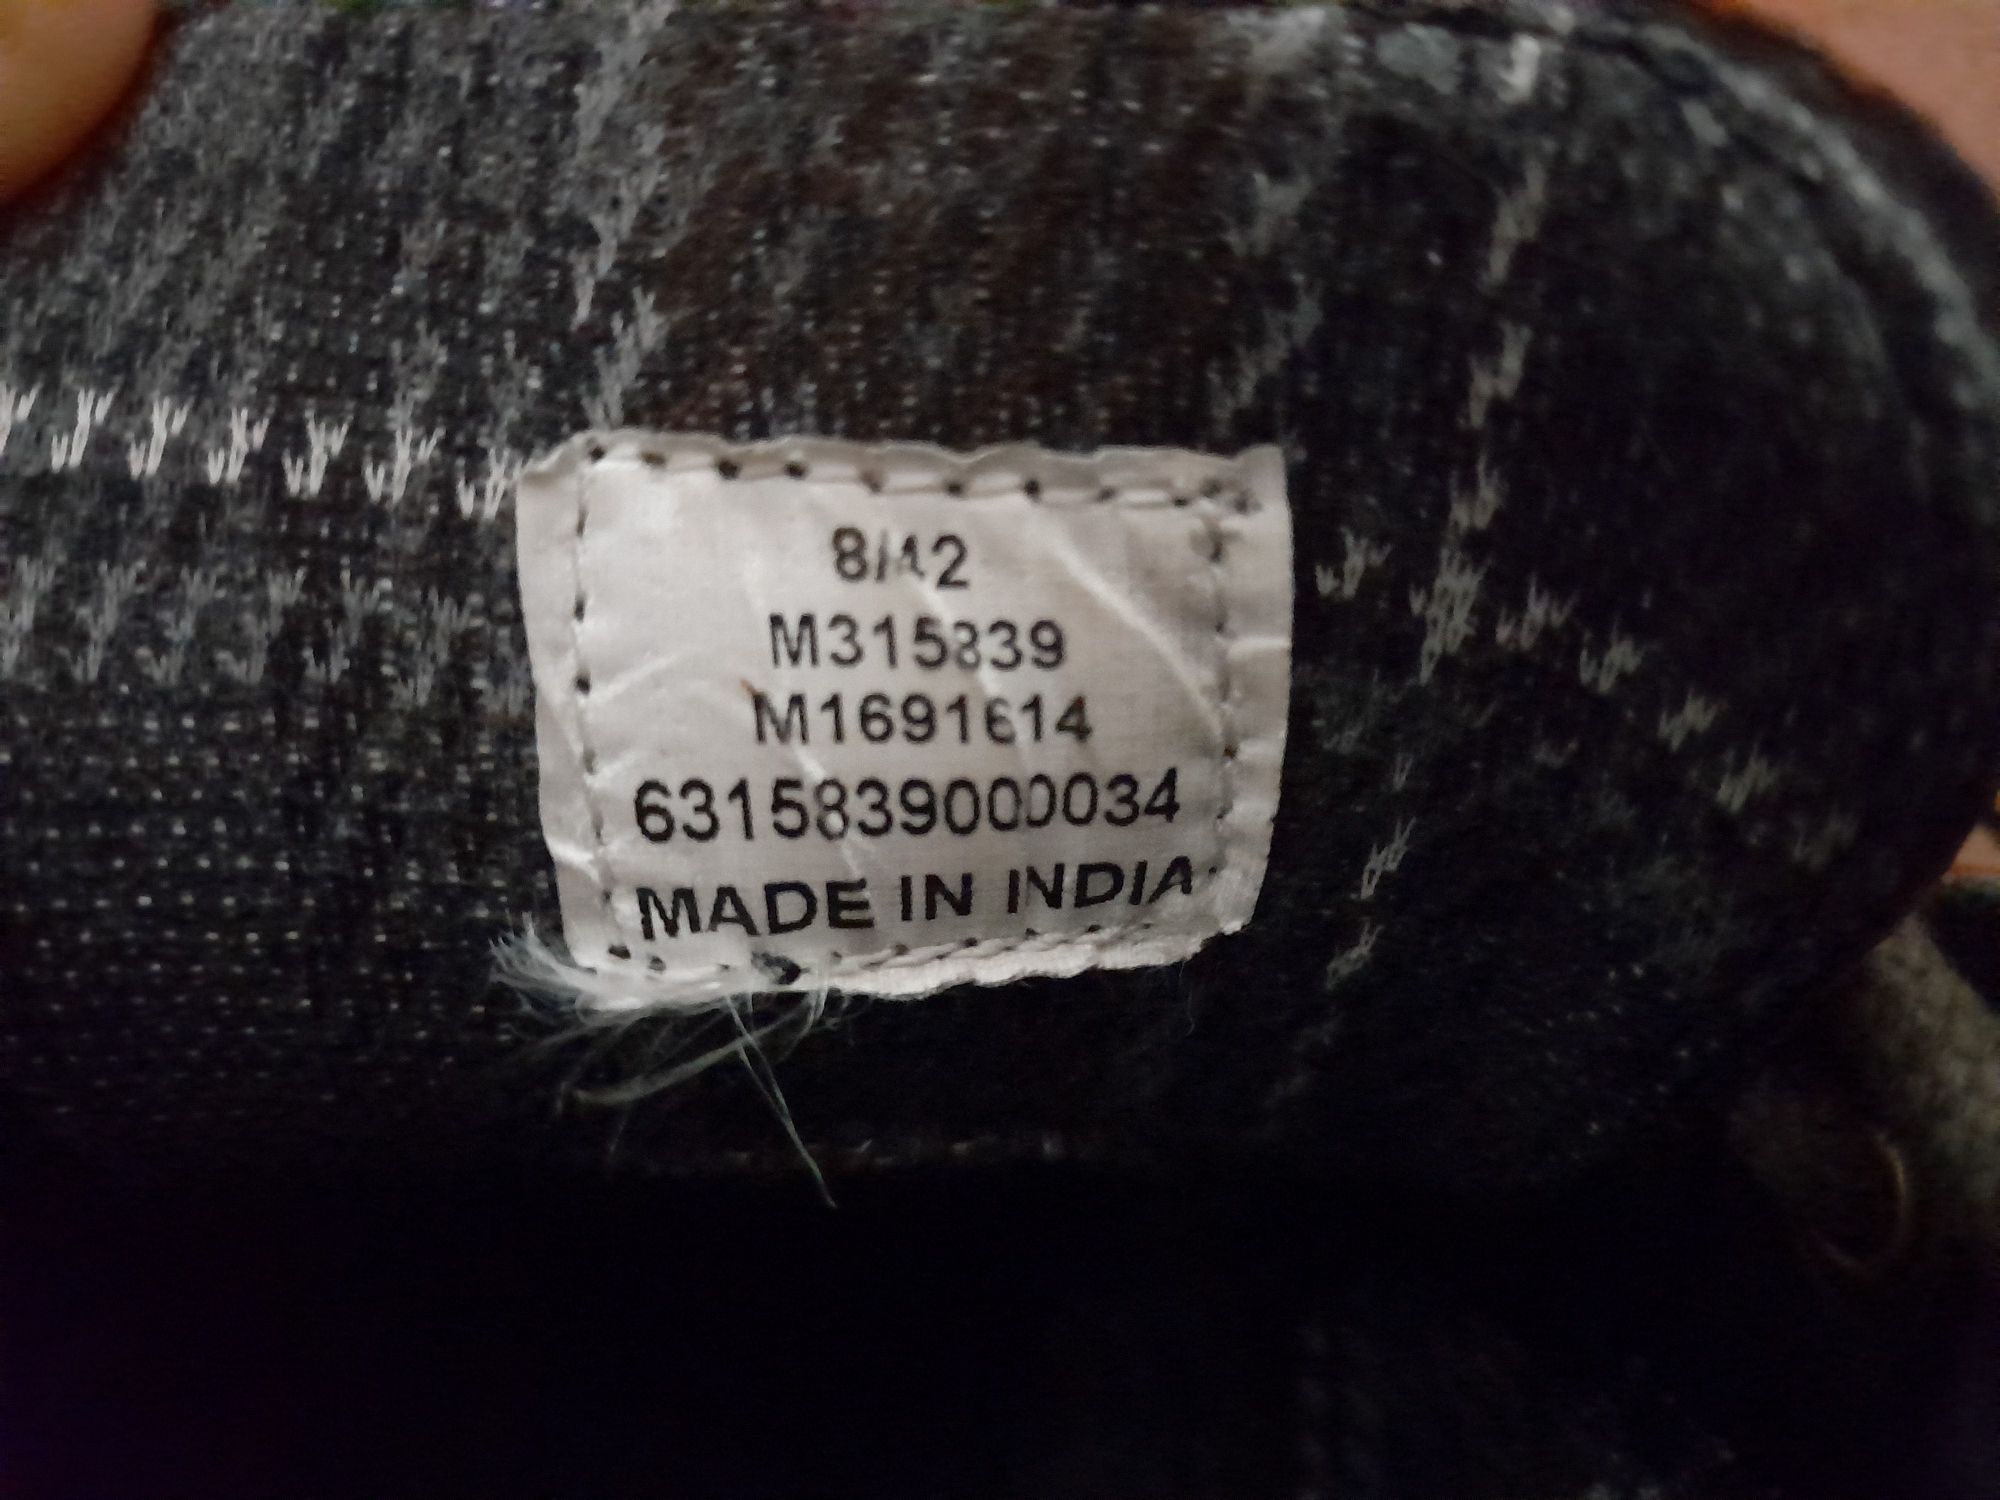 8/42
M315839
M1691614
6315839000034
MADE IN INDIA